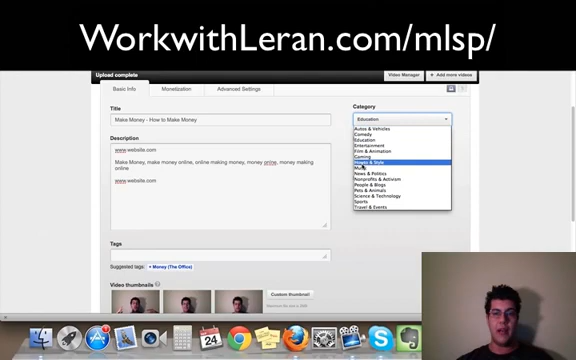 WorkwithLeran.com/mlsp/
Upload complete
Video Manager
+ Add more videos
Basic Info
Monetization
Advanced Settings
Title
Make Money - How to Make Money
Category
Education
Autos & Vehicles
Comedy
Education
Entertainment
Film & Animation
Gaming
Howto & Style
News & Politics
Nonprofits & Activism
People & Blogs
Pets & Animals
Science & Technology
Sports
Travel & Events
Description
www.website.com
Make Money, make money online, online making money, money onine, money making
online
www.website.com
Tags
Suggested tags: + Money (The Office)
Video thumbnails
Custom thumbnail
24